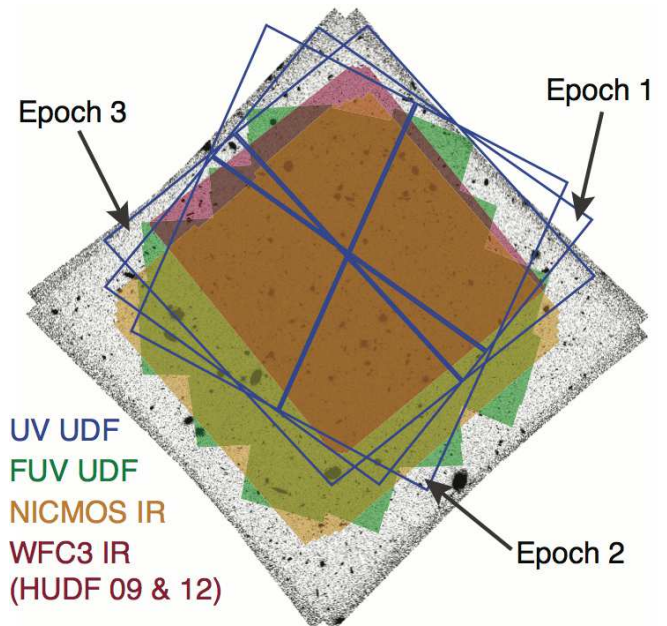 Epoch 3
Epoch 1
UV UDF
FUV UDF
NICMOS IR
WFC3 IR
(HUDF 09 & 12)
Epoch 2